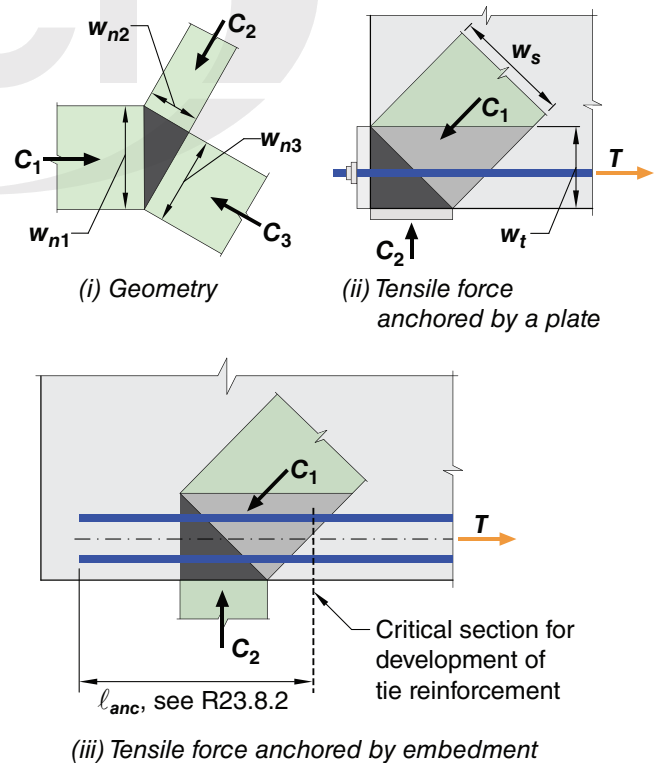 w_n2
C_2
w_n3
C_1
w_n1
C_3
(i) Geometry
w_s
C_1
T
w_t
C_2
(ii) Tensile force
anchored by a plate
C_1
T
C_2
Critical section for
development of
tie reinforcement
ℓ_anc, see R23.8.2
(iii) Tensile force anchored by embedment